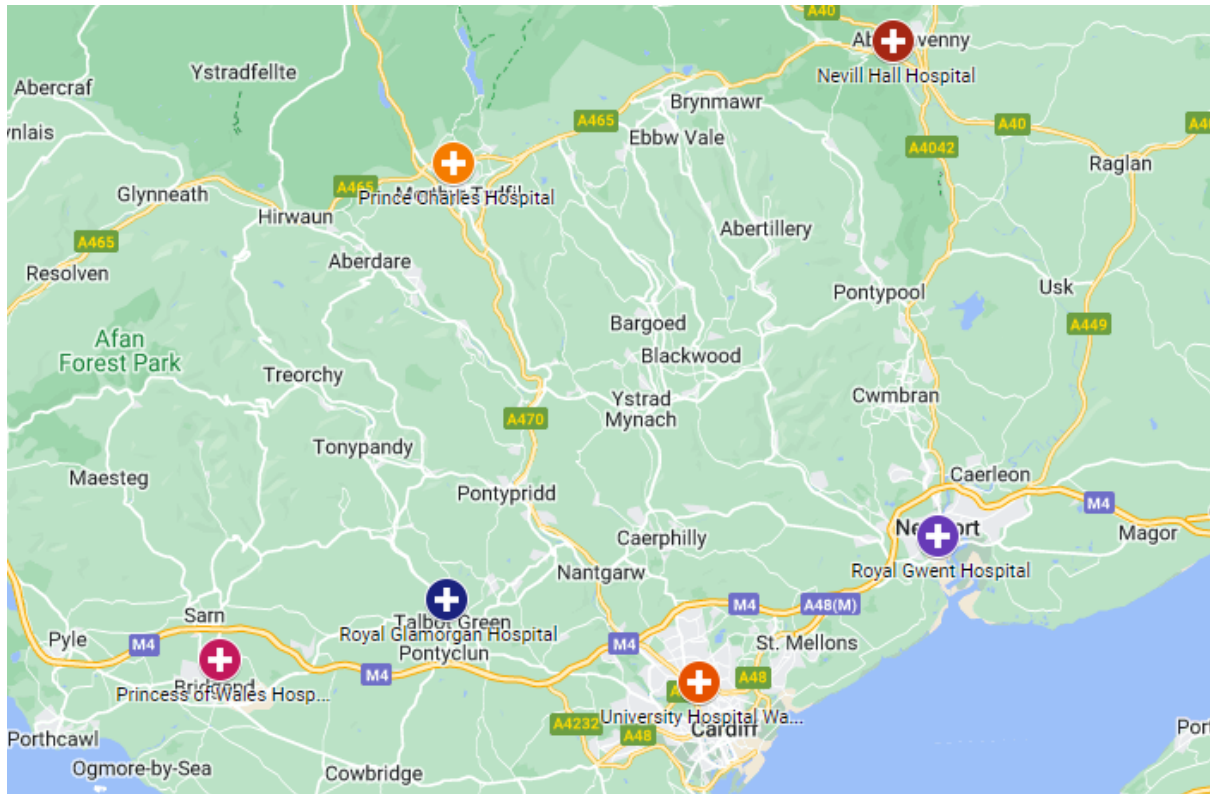 A40
Ystradfellte
Nevill Hall Hospital
Abercraf
Brynmawr
A465
A40
A40
ynlais
Ebbw Vale
A4042
Raglan
A465
Prince Charles Hospital
Glynneath
Hirwaun
Abertillery
A465
Aberdare
Resolven
Usk
Pontypool
Afan
Forest Park
Bargoed
A449
Blackwood
Treorchy
Ystrad
Mynach
Cwmbran
A470
Tonypandy
Maesteg
Caerleon
Pontypridd
M4
Caerphilly
Magor
Royal Gwent Hospital
Nantgarw
M4
A48(M)
Sarn
Talbot Green
Royal Glamorgan Hospital
Pyle
M4
M4
St. Mellons
Pontyclun
M4
A48
Princess of Wales Hosp...
University Hospital Wa...
A4232
A48
Cardiff
Port
Porthcawl
Ogmore-by-Sea
Cowbridge